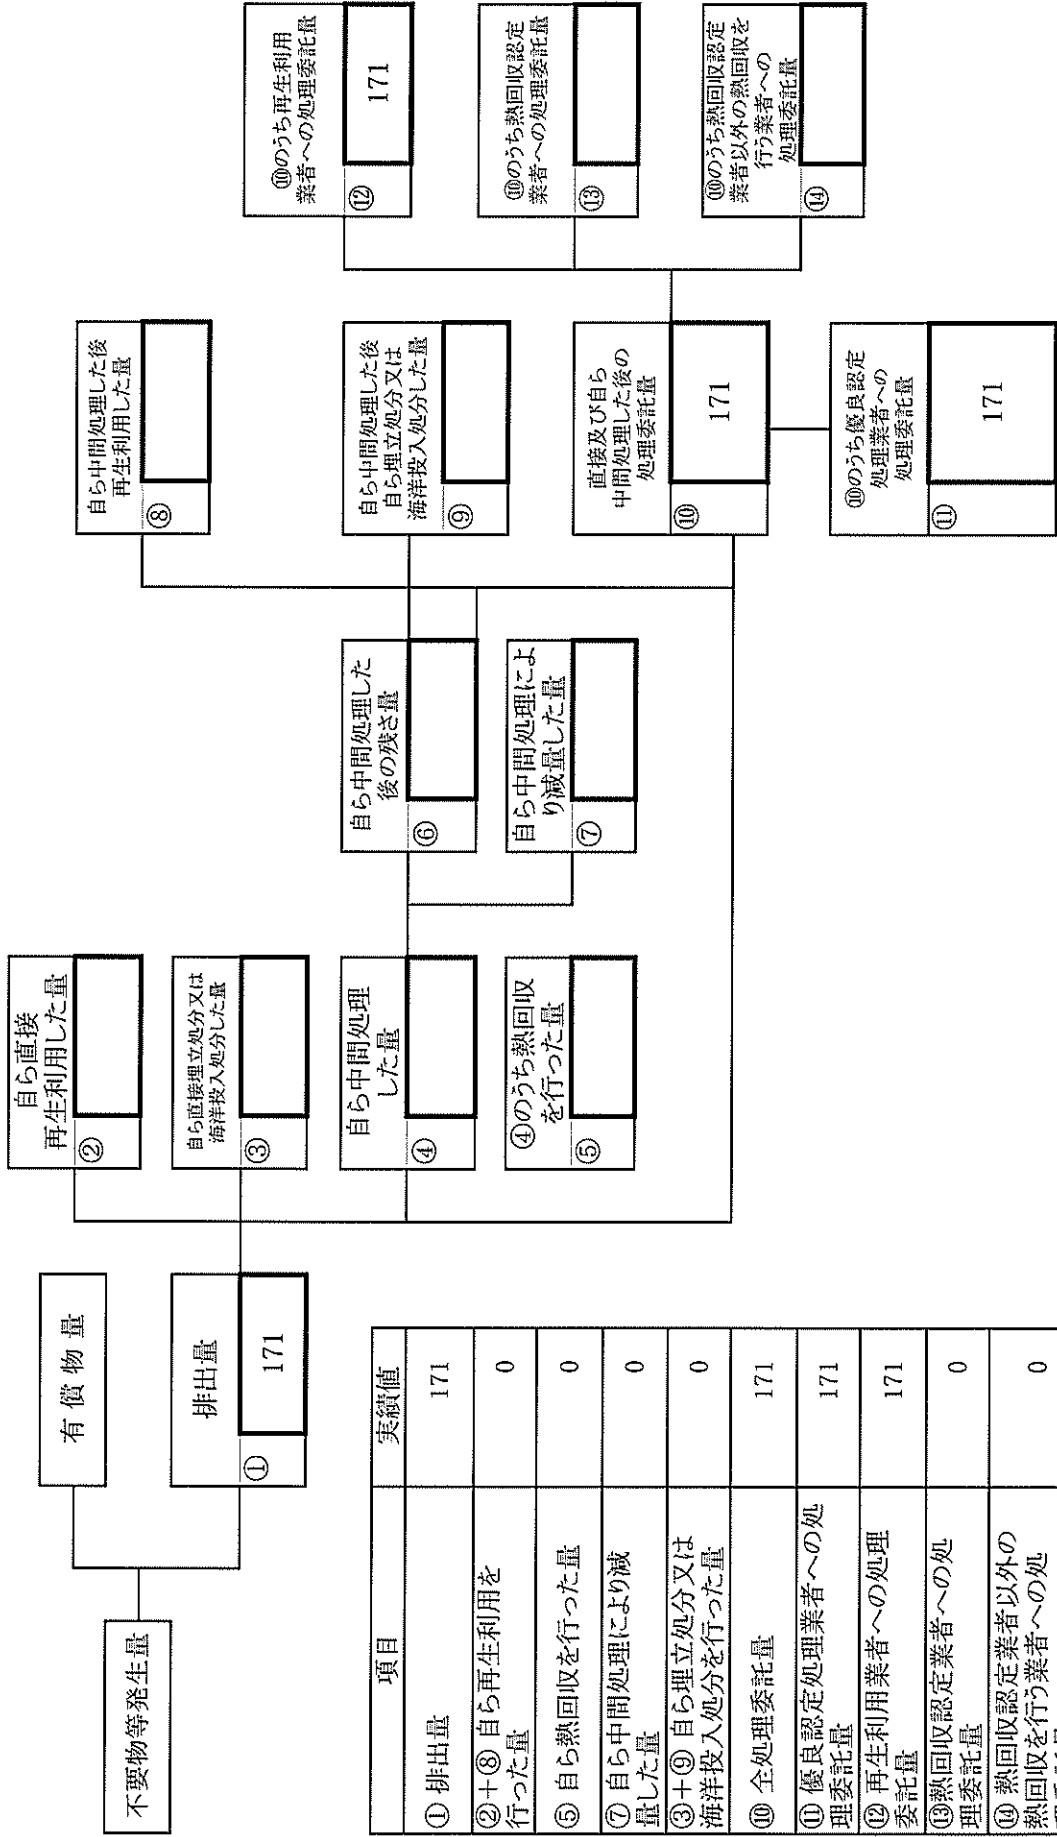 不要物等発生量
有償物量
排出量
①
171
自ら直接
再生利用した量
②
自ら直接埋立処分又は
海洋投入処分した量
③
自ら中間処理
した量
④
④のうち熱回収
を行った量
⑤
自ら中間処理した
後の残さ量
⑥
自ら中間処理によ
り減量した量
⑦
自ら中間処理した後
再生利用した量
⑧
自ら中間処理した後
自ら埋立処分又は
海洋投入処分した量
⑨
直接及び自ら
中間処理した後の
処理委託量
⑩
171
⑩のうち優良認定
処理業者への
処理委託量
⑪
171
⑩のうち再生利用
業者への処理委託量
⑫
171
⑩のうち熱回収認定
業者への処理委託量
⑬
⑩のうち熱回収認定
業者以外の熱回収を
行う業者への
処理委託量
⑭
項目 実績値
① 排出量 171
②+⑧ 自ら再生利用を
行った量 0
⑤ 自ら熱回収を行った量 0
⑦ 自ら中間処理により減
量した量 0
③+⑨ 自ら埋立処分又は
海洋投入処分を行った量 0
⑩ 全処理委託量 171
⑪ 優良認定処理業者への処
理委託量 171
⑫ 再生利用業者への処理
委託量 171
⑬熱回収認定業者への処
理委託量 0
⑭ 熱回収認定業者以外の
熱回収を行う業者への処 0